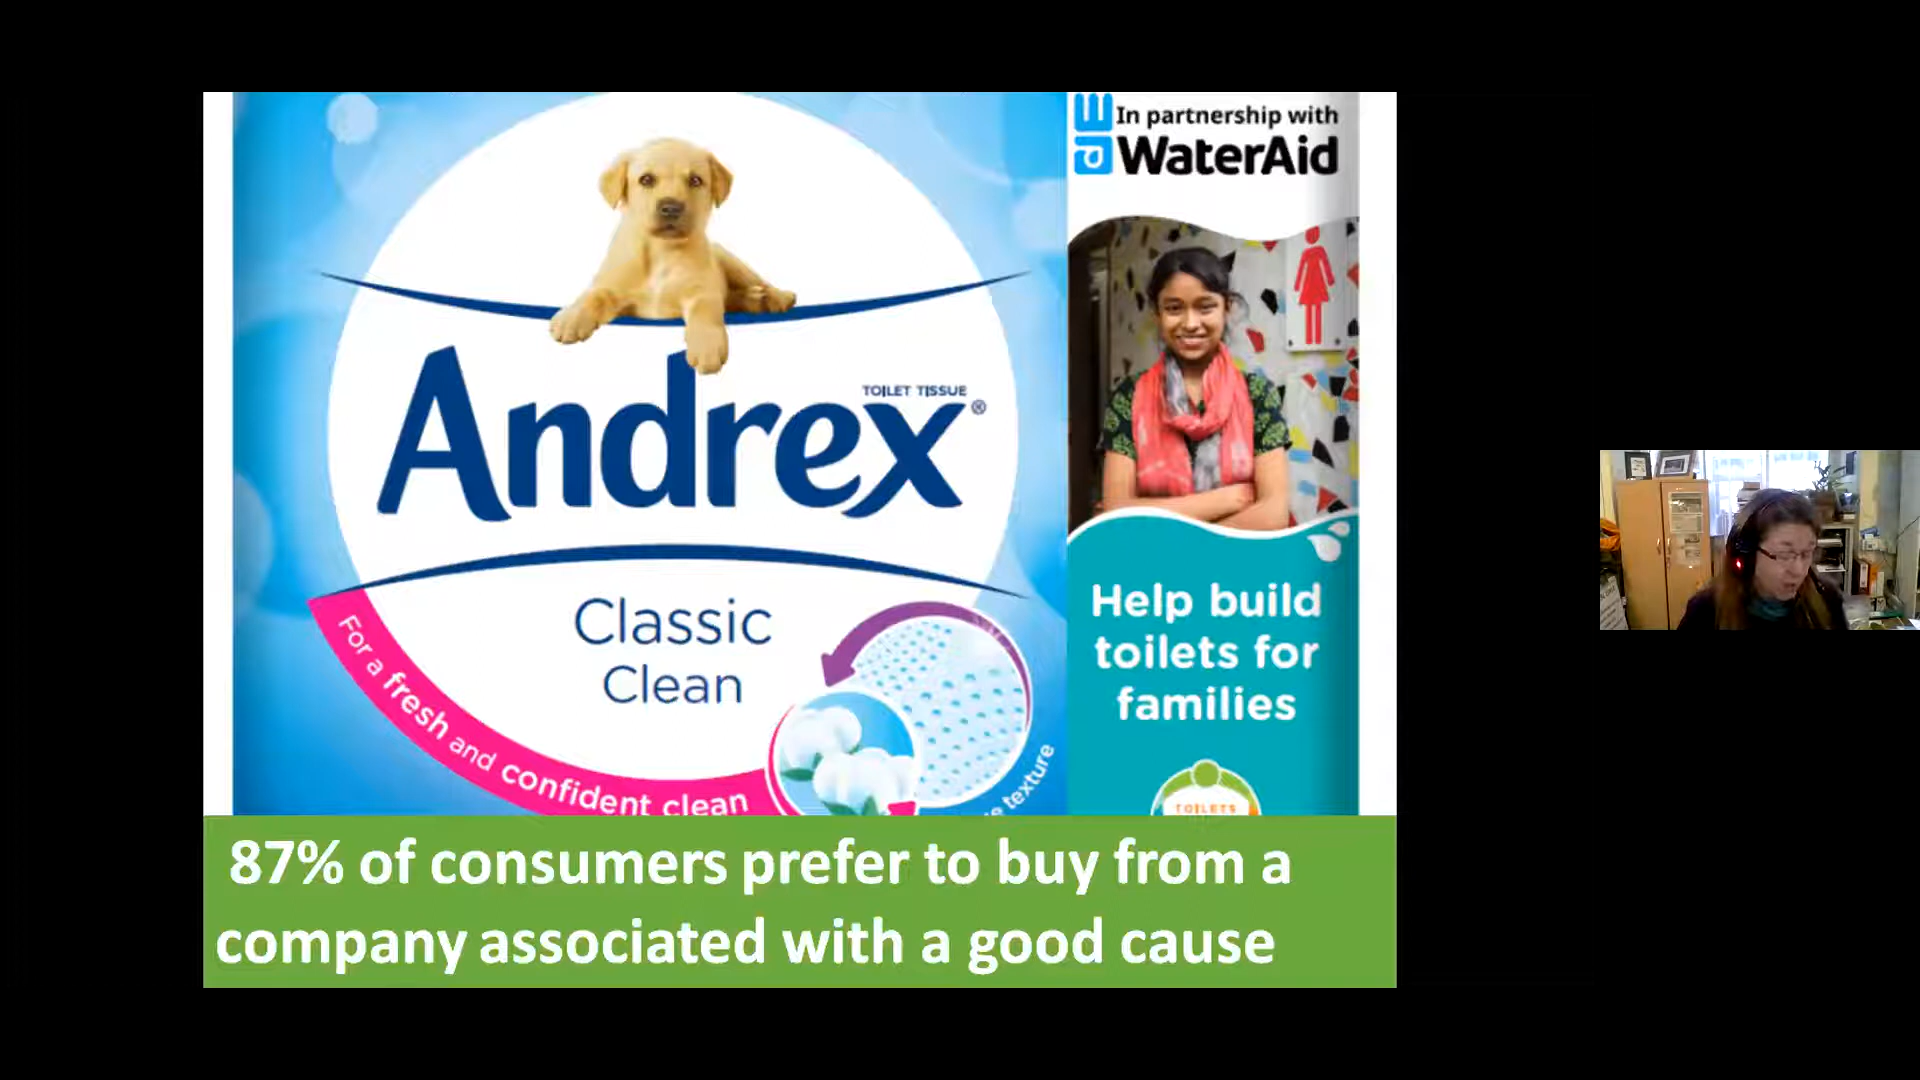 In partnership with
WaterAid
TOILET TISSUE
Andrex®
Classic
Clean
For a fresh and confident clean
texture
Help build
toilets for
families
TOILETS
87% of consumers prefer to buy from a
company associated with a good cause